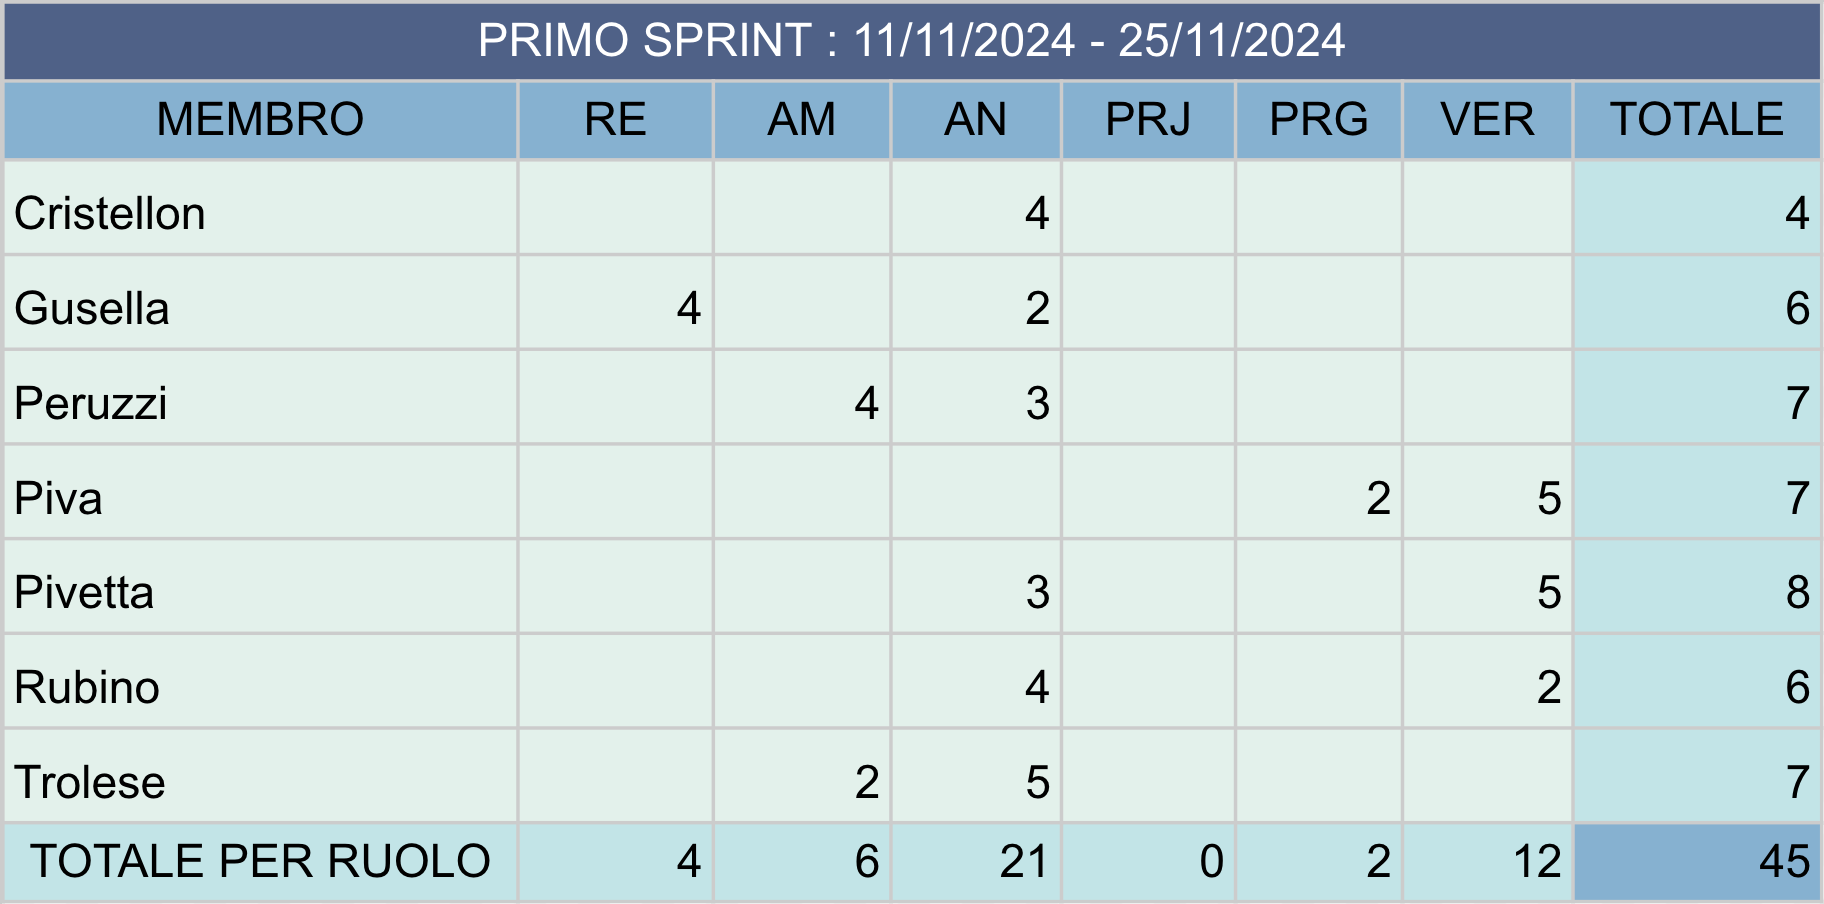 PRIMO SPRINT : 11/11/2024 - 25/11/2024
MEMBRO RE AM AN PRJ PRG VER TOTALE
Cristellon 4 4
Gusella 4 2 6
Peruzzi 4 3 7
Piva 2 5 7
Pivetta 3 5 8
Rubino 4 2 6
Trolese 2 5 7
TOTALE PER RUOLO 4 6 21 0 2 12 45